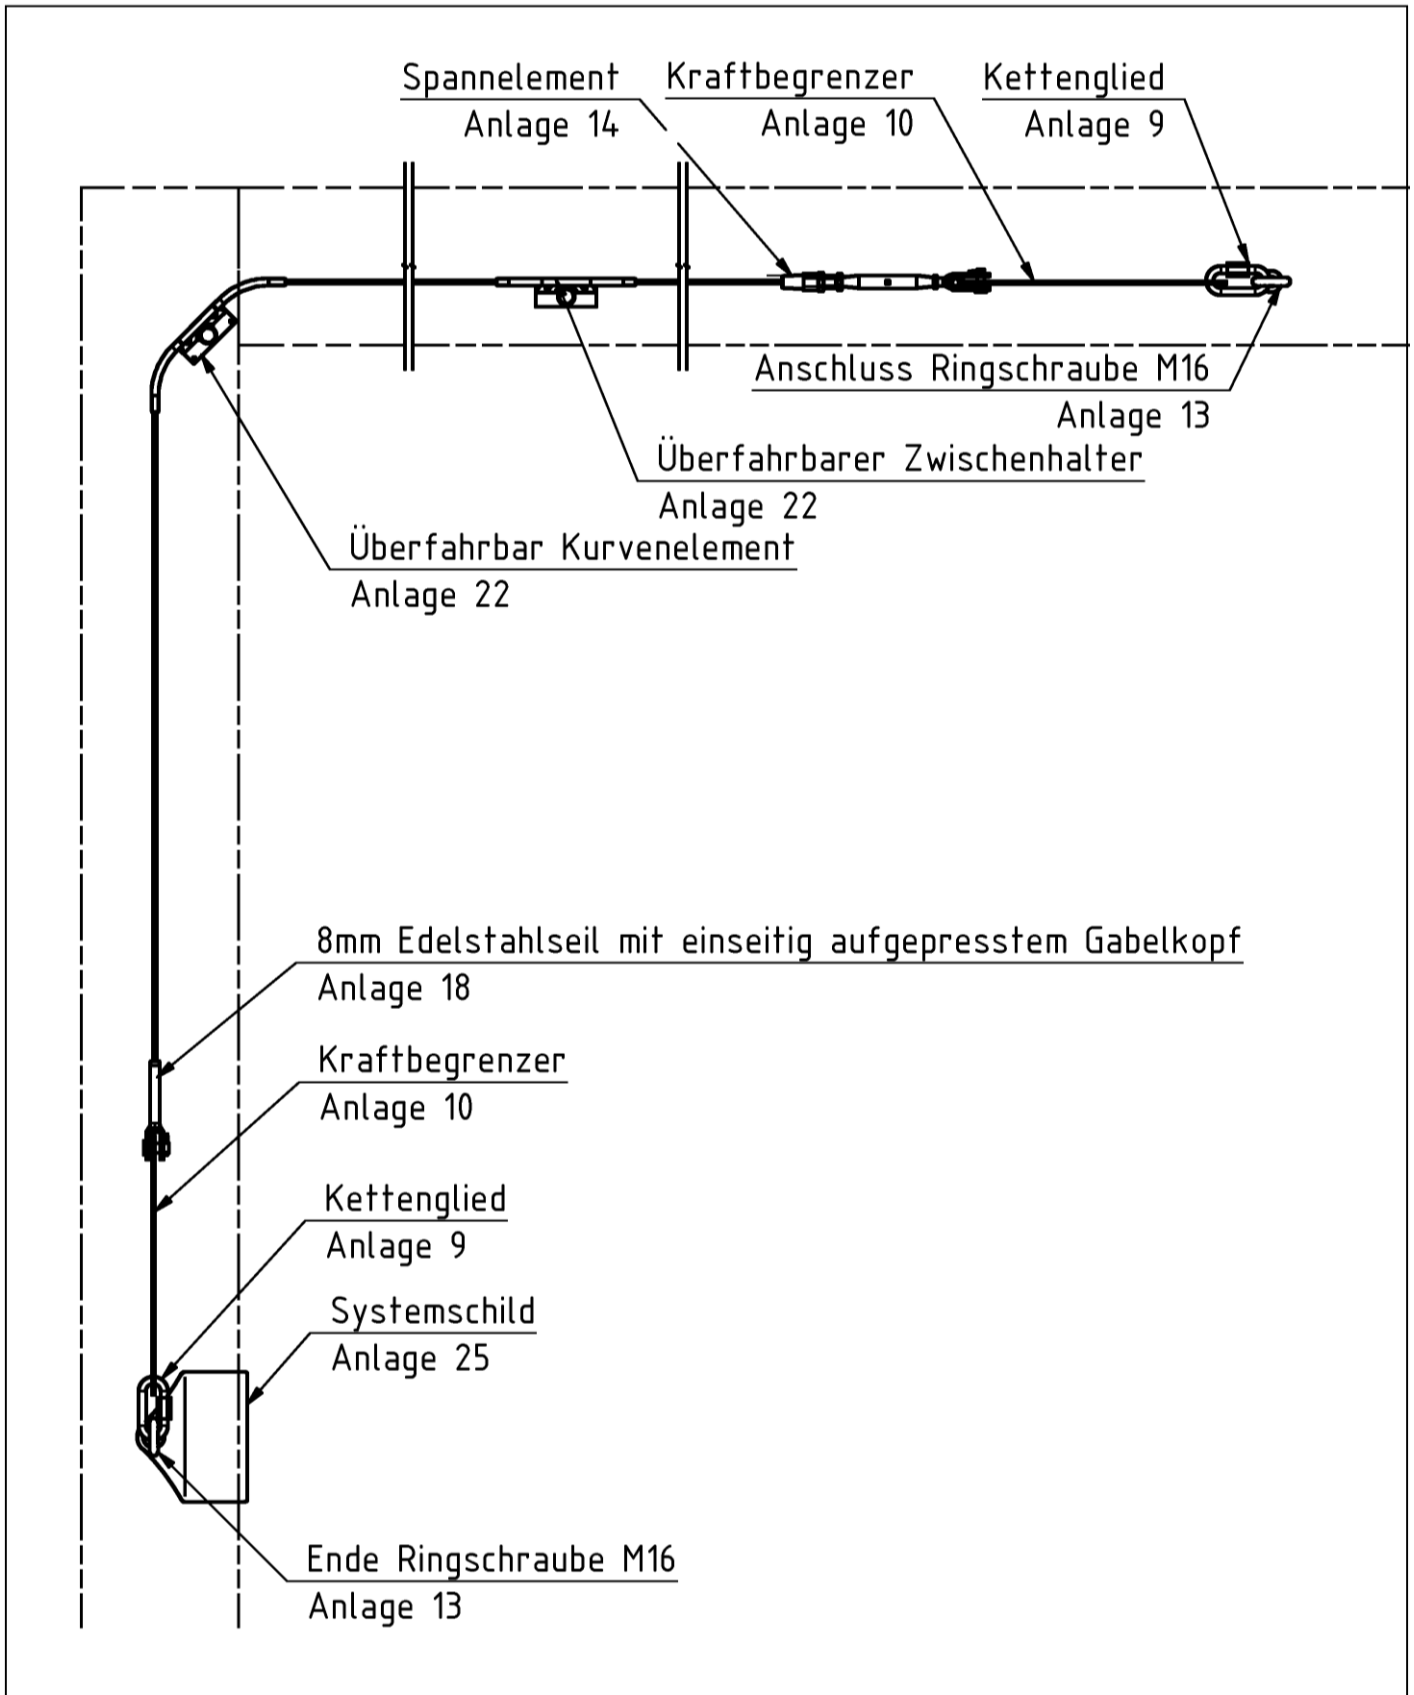 Spannelement
Anlage 14
Kraftbegrenzer
Anlage 10
Kettenglied
Anlage 9
Anschluss Ringschraube M16
Anlage 13
Überfahrbarer Zwischenhalter
Anlage 22
Überfahrbar Kurvenelement
Anlage 22
8mm Edelstahlseil mit einseitig aufgepresstem Gabelkopf
Anlage 18
Kraftbegrenzer
Anlage 10
Kettenglied
Anlage 9
Systemschild
Anlage 25
Ende Ringschraube M16
Anlage 13